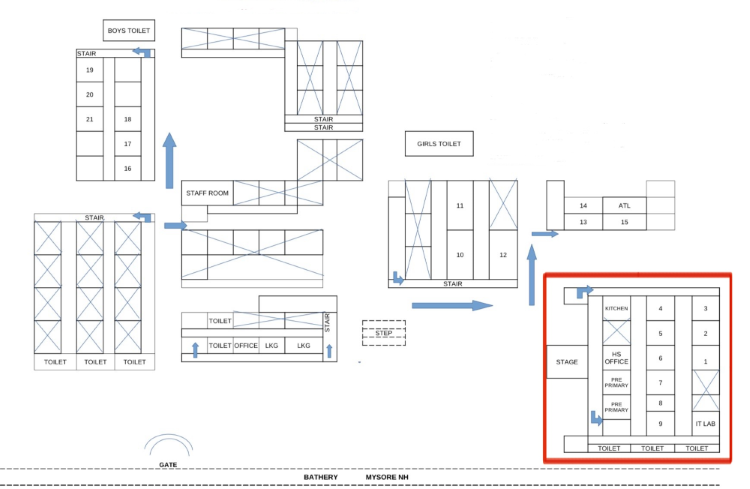 BOYS TOILET
STAIR
19
20
21
18
17
16
STAIR
STAIR
STAFF ROOM
GIRLS TOILET
STAIR
TOILET
TOILET
TOILET
TOILET
STAIR
TOILET
OFFICE
LKG
LKG
STEP
11
10
12
STAIR
14
ATL
13
15
STAGE
KITCHEN
4
3
5
2
HS
OFFICE
6
1
PRE
PRIMARY
7
PRE
PRIMARY
8
9
IT LAB
TOILET
TOILET
TOILET
GATE
BATHERY
MYSORE NH